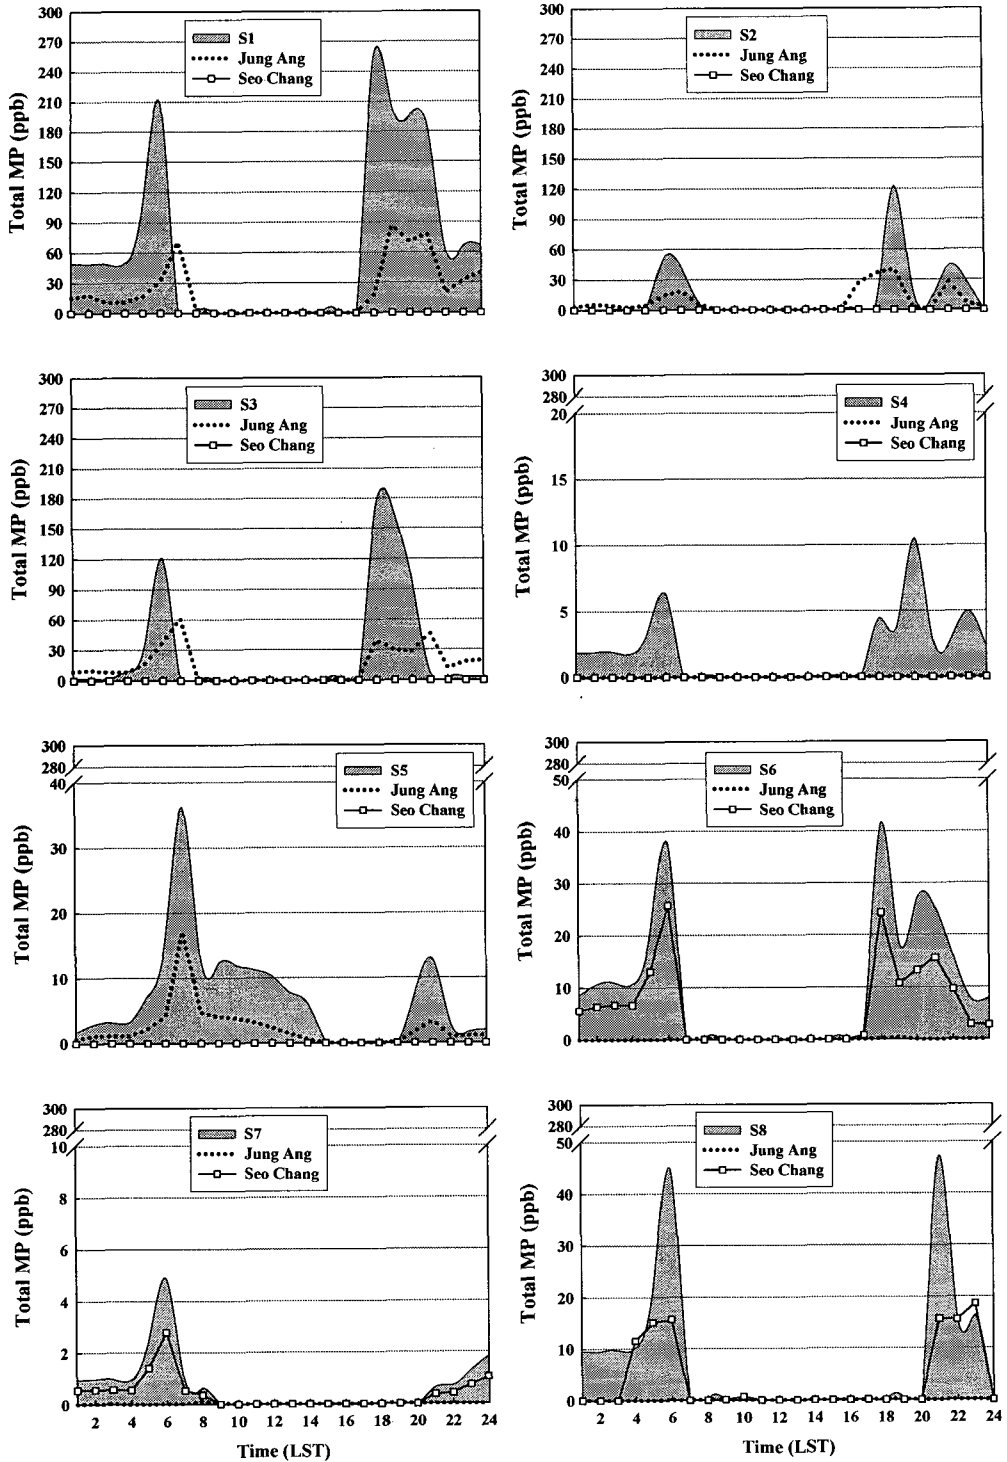 300
270
240
210
180
150
120
90
60
30
0
Total MP (ppb)
S1
Jung Ang
Seo Chang
300
270
240
210
180
150
120
90
60
30
0
Total MP (ppb)
S2
Jung Ang
Seo Chang
300
270
240
210
180
150
120
90
60
30
0
Total MP (ppb)
S3
Jung Ang
Seo Chang
300
280
20
15
10
5
0
Total MP (ppb)
S4
Jung Ang
Seo Chang
300
280
40
30
20
10
0
Total MP (ppb)
S5
Jung Ang
Seo Chang
300
280
50
40
30
20
10
0
Total MP (ppb)
S6
Jung Ang
Seo Chang
300
280
10
8
6
4
2
0
Total MP (ppb)
S7
Jung Ang
Seo Chang
2 4 6 8 10 12 14 16 18 20 22 24
Time (LST)
300
280
50
40
30
20
10
0
Total MP (ppb)
S8
Jung Ang
Seo Chang
2 4 6 8 10 12 14 16 18 20 22 24
Time (LST)